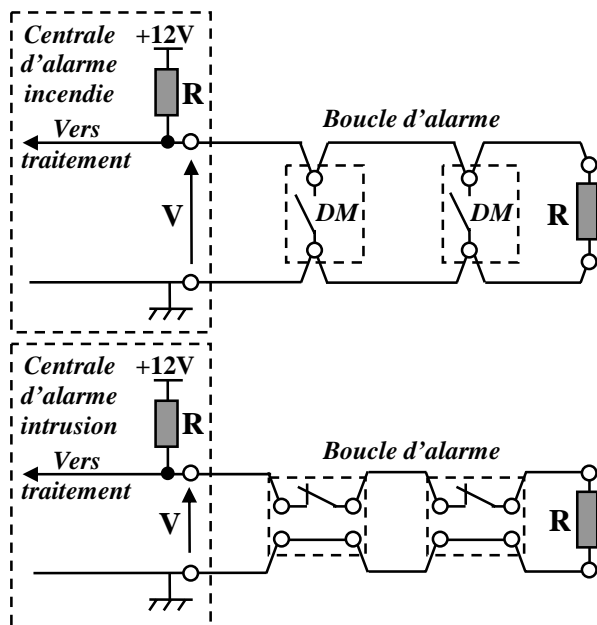 Centrale
d'alarme
incendie
+12V
R
Vers
traitement
Boucle d'alarme
V
DM
DM
R
Centrale
d'alarme
intrusion
+12V
R
Vers
traitement
Boucle d'alarme
V
R